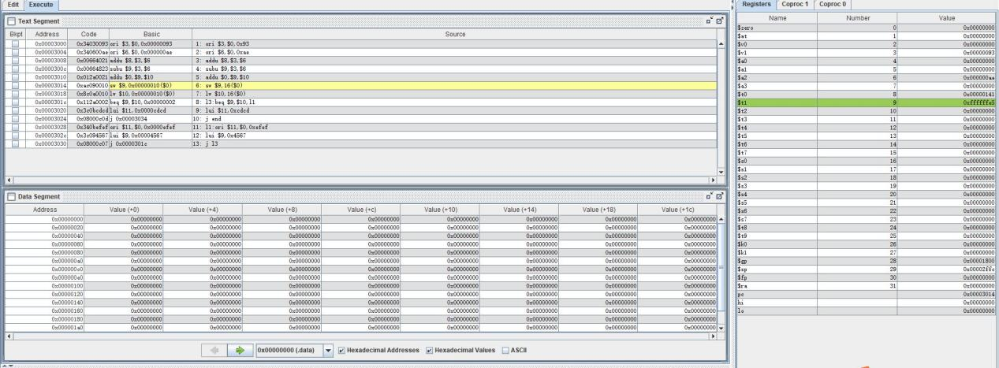 Edit Execute
Text Segment
Bkpt Address Code Basic Source
0x00003000 0x34030093 ori $3,$0,0x00000093 1: ori $3,$0,0x93
0x00003004 0x340600ae ori $6,$0,0x000000ae 2: ori $6,$0,0xae
0x00003008 0x00664021 addu $8,$3,$6 3: addu $8,$3,$6
0x0000300c 0x00664823 subu $9,$3,$6 4: subu $9,$3,$6
0x00003010 0x012a0021 addu $0,$9,$10 5: addu $0,$9,$10
0x00003014 0xac090010 sw $9,0x00000010($0) 6: sw $9,16($0)
0x00003018 0x8c0a0010 lw $10,0x00000010($0) 7: lw $10,16($0)
0x0000301c 0x112a0002 beq $9,$10,0x00000002 8: l3:beq $9,$10,l1
0x00003020 0x3c0bcdcd lui $11,0x0000cdcd 9: lui $11,0xcdcd
0x00003024 0x08000c0d j 0x00003034 10: j end
0x00003028 0x340befef ori $11,$0,0x0000efef 11: l1:ori $11,$0,0xefef
0x0000302c 0x3c094567 lui $9,0x00004567 12: lui $9,0x4567
0x00003030 0x08000c07 j 0x0000301c 13: j l3
Data Segment
Address Value (+0) Value (+4) Value (+8) Value (+c) Value (+10) Value (+14) Value (+18) Value (+1c)
0x00000000 0x00000000 0x00000000 0x00000000 0x00000000 0x00000000 0x00000000 0x00000000 0x00000000
0x00000020 0x00000000 0x00000000 0x00000000 0x00000000 0x00000000 0x00000000 0x00000000 0x00000000
0x00000040 0x00000000 0x00000000 0x00000000 0x00000000 0x00000000 0x00000000 0x00000000 0x00000000
0x00000060 0x00000000 0x00000000 0x00000000 0x00000000 0x00000000 0x00000000 0x00000000 0x00000000
0x00000080 0x00000000 0x00000000 0x00000000 0x00000000 0x00000000 0x00000000 0x00000000 0x00000000
0x000000a0 0x00000000 0x00000000 0x00000000 0x00000000 0x00000000 0x00000000 0x00000000 0x00000000
0x000000c0 0x00000000 0x00000000 0x00000000 0x00000000 0x00000000 0x00000000 0x00000000 0x00000000
0x000000e0 0x00000000 0x00000000 0x00000000 0x00000000 0x00000000 0x00000000 0x00000000 0x00000000
0x00000100 0x00000000 0x00000000 0x00000000 0x00000000 0x00000000 0x00000000 0x00000000 0x00000000
0x00000120 0x00000000 0x00000000 0x00000000 0x00000000 0x00000000 0x00000000 0x00000000 0x00000000
0x00000140 0x00000000 0x00000000 0x00000000 0x00000000 0x00000000 0x00000000 0x00000000 0x00000000
0x00000160 0x00000000 0x00000000 0x00000000 0x00000000 0x00000000 0x00000000 0x00000000 0x00000000
0x00000180 0x00000000 0x00000000 0x00000000 0x00000000 0x00000000 0x00000000 0x00000000 0x00000000
0x000001a0 0x00000000 0x00000000 0x00000000 0x00000000 0x00000000 0x00000000 0x00000000 0x00000000
0x00000000 (.data) Hexadecimal Addresses Hexadecimal Values ASCII
Registers Coproc 1 Coproc 0
Name Number Value
$zero 0 0x00000000
$at 1 0x00000000
$v0 2 0x00000000
$v1 3 0x00000093
$a0 4 0x00000000
$a1 5 0x00000000
$a2 6 0x000000ae
$a3 7 0x00000000
$t0 8 0x00000141
$t1 9 0xffffffe5
$t2 10 0x00000000
$t3 11 0x00000000
$t4 12 0x00000000
$t5 13 0x00000000
$t6 14 0x00000000
$t7 15 0x00000000
$s0 16 0x00000000
$s1 17 0x00000000
$s2 18 0x00000000
$s3 19 0x00000000
$s4 20 0x00000000
$s5 21 0x00000000
$s6 22 0x00000000
$s7 23 0x00000000
$t8 24 0x00000000
$t9 25 0x00000000
$k0 26 0x00000000
$k1 27 0x00000000
$gp 28 0x00001800
$sp 29 0x00002ffc
$fp 30 0x00000000
$ra 31 0x00000000
pc 0x00003014
hi 0x00000000
lo 0x00000000